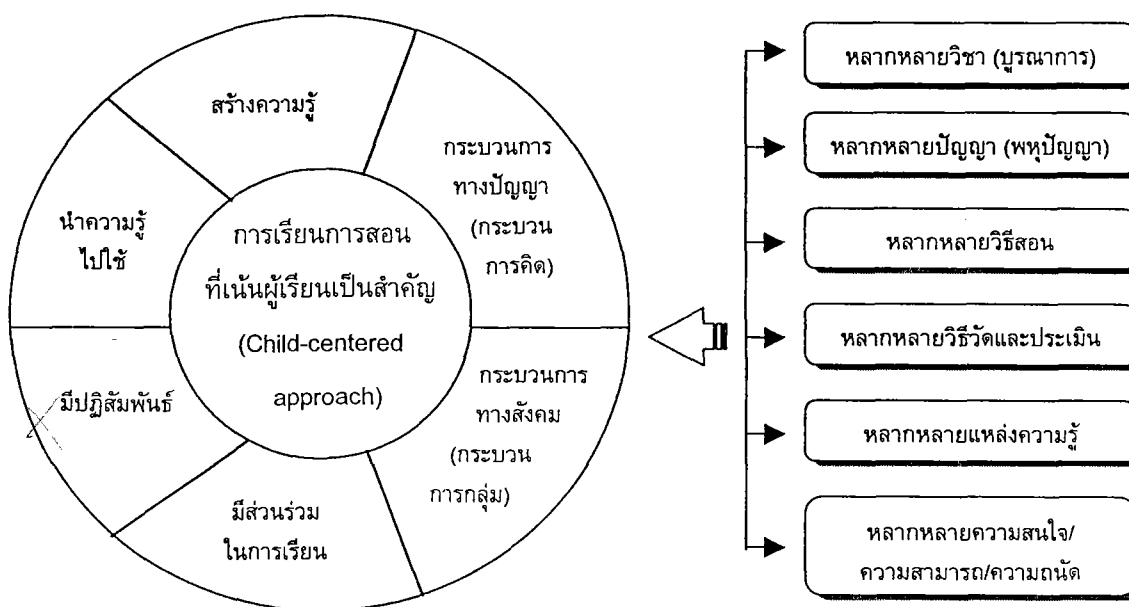 สร้างความรู้
กระบวนการ
ทางปัญญา
(กระบวน
การคิด)
กระบวนการ
ทางสังคม
(กระบวน
การกลุ่ม)
มีส่วนร่วม
ในการเรียน
มีปฏิสัมพันธ์
นำความรู้
ไปใช้
การเรียนการสอน
ที่เน้นผู้เรียนเป็นสำคัญ
(Child-centered
approach)
หลากหลายวิชา (บูรณาการ)
หลากหลายปัญญา (พหุปัญญา)
หลากหลายวิธีสอน
หลากหลายวิธีวัดและประเมิน
หลากหลายแหล่งความรู้
หลากหลายความสนใจ/
ความสามารถ/ความถนัด